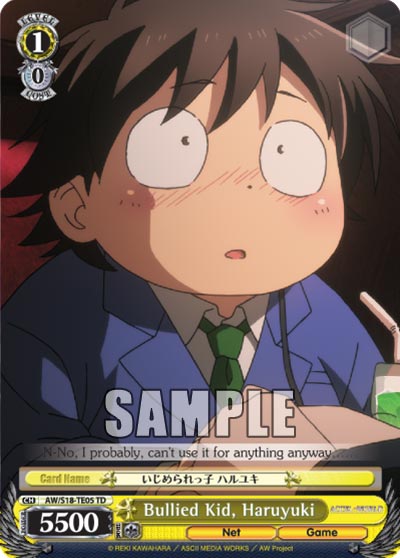 LEVEL
1
0
COST
SAMPLE
N-No, I probably, can't use it for anything anyway......
Card Name いじめられっ子 ハルユキ
CH AW/S18-TE05 TD
5500
Bullied Kid, Haruyuki
Net Game
© REKI KAWAHARA / ASCII MEDIA WORKS / AW Project